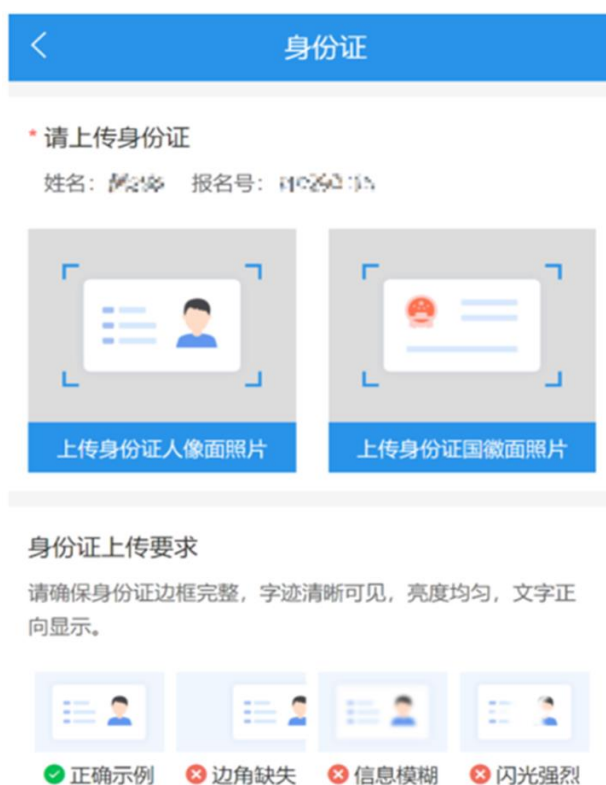 身份证
* 请上传身份证
姓名： 报名号：
上传身份证人像面照片 上传身份证国徽面照片
身份证上传要求
请确保身份证边框完整，字迹清晰可见，亮度均匀，文字正
向显示。
正确示例 边角缺失 信息模糊 闪光强烈